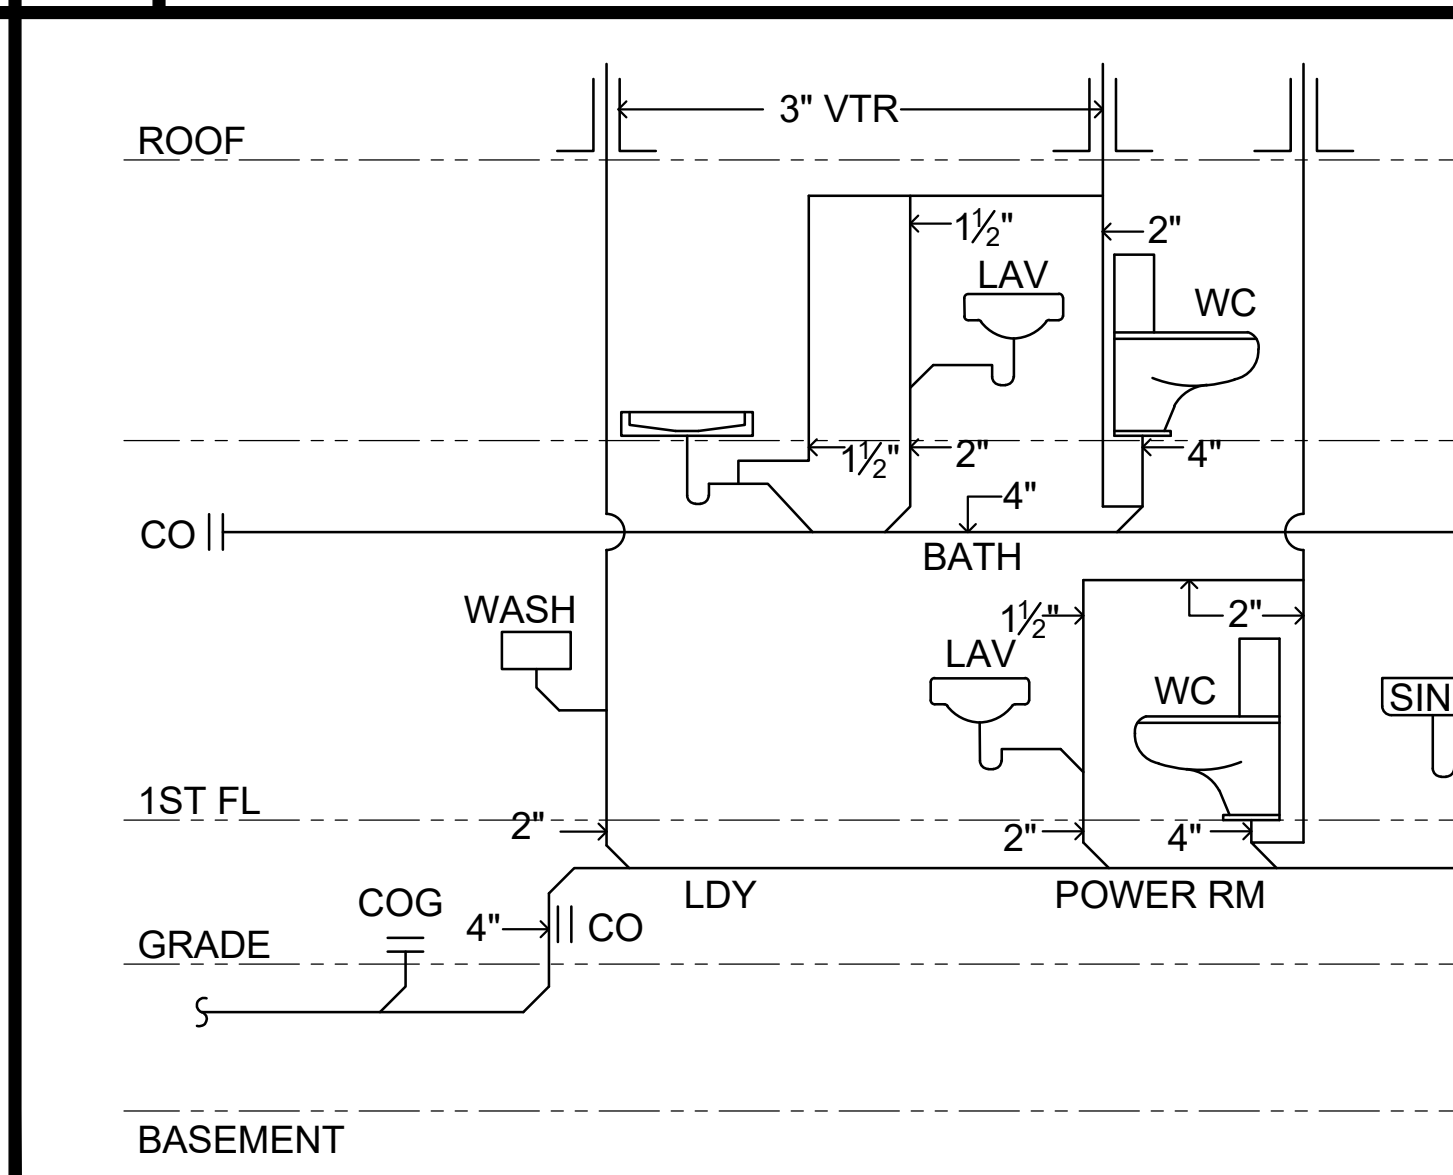 3" VTR
ROOF
1½"
2"
LAV
WC
1½"
2"
4"
4"
CO
BATH
WASH
1½"
2"
LAV
WC
SIN
1ST FL
2"
2"
4"
LDY
POWER RM
COG
4"
CO
GRADE
BASEMENT